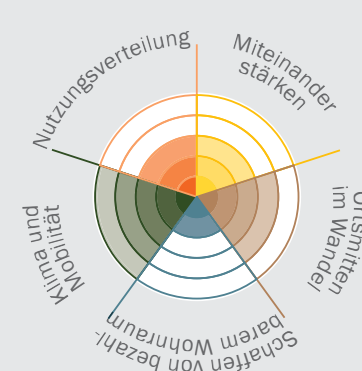 Nutzungsverteilung
Miteinander
stärken
Ortsmitten
im Wandel
Schaffen von bezahl-
barem Wohnraum
Klima und
Mobilität